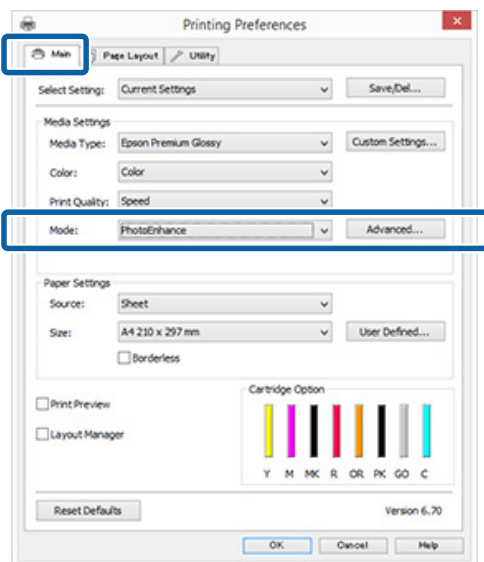 Printing Preferences
Main Page Layout Utility
Select Setting: Current Settings Save/Del...
Media Settings
Media Type: Epson Premium Glossy Custom Settings...
Color: Color
Print Quality: Speed
Mode: PhotoEnhance Advanced...
Paper Settings
Source: Sheet
Size: A4 210 x 297 mm User Defined...
Borderless
Cartridge Option
Print Preview
Layout Manager
Y M MK R OR PK GO C
Reset Defaults Version 6.70
OK Cancel Help